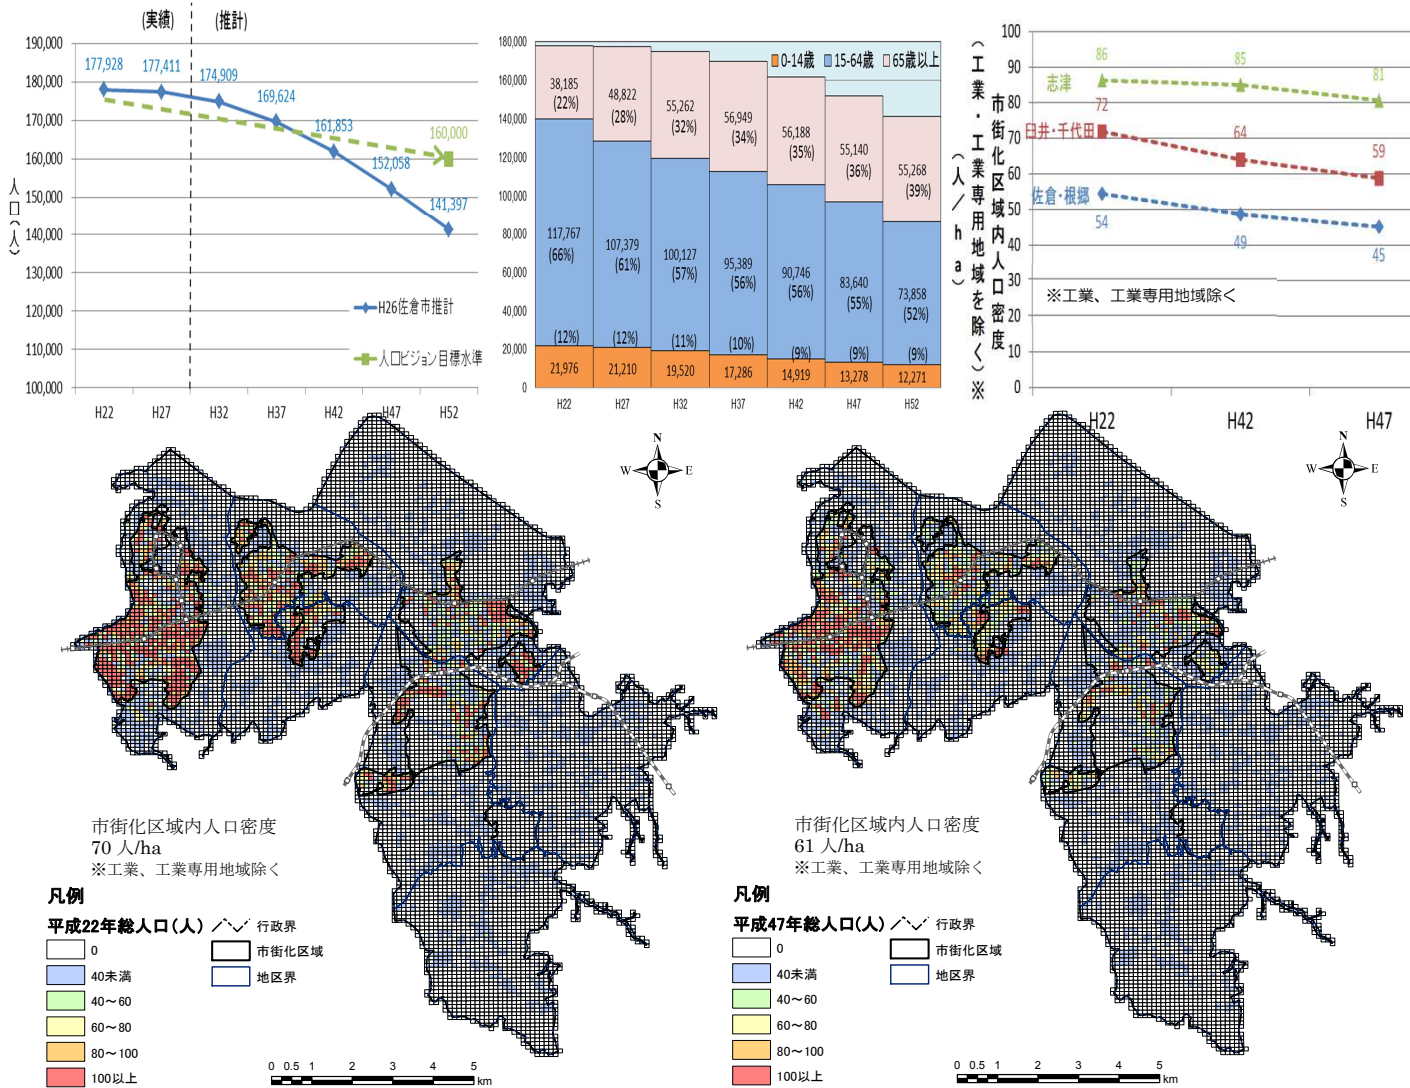 (実績)
(推計)
190,000
180,000
170,000
160,000
150,000
140,000
130,000
120,000
110,000
100,000
人口(人)
177,928
177,411
174,909
169,624
161,853
152,058
141,397
160,000
H26佐倉市推計
人口ビジョン目標水準
H22
H27
H32
H37
H42
H47
H52
180,000
160,000
140,000
120,000
100,000
80,000
60,000
40,000
20,000
0
0-14歳
15-64歳
65歳以上
38,185
(22%)
48,822
(28%)
55,262
(32%)
56,949
(34%)
56,188
(35%)
55,140
(36%)
55,268
(39%)
117,767
(66%)
107,379
(61%)
100,127
(57%)
95,389
(56%)
90,746
(56%)
83,640
(55%)
73,858
(52%)
(12%)
(12%)
(11%)
(10%)
(9%)
(9%)
(9%)
21,976
21,210
19,520
17,286
14,919
13,278
12,271
H22
H27
H32
H37
H42
H47
H52
市街化区域内人口密度
(工業・工業専用地域を除く)※
(人/ha)
100
90
80
70
60
50
40
30
20
10
0
志津
86
85
81
臼井・千代田
72
64
59
佐倉・根郷
54
49
45
※工業、工業専用地域除く
H22
H42
H47
N
W
E
S
市街化区域内人口密度
70 人/ha
※工業、工業専用地域除く
凡例
平成22年総人口(人)
0
40未満
40～60
60～80
80～100
100以上
行政界
市街化区域
地区界
0 0.5 1 2 3 4 5
km
N
W
E
S
市街化区域内人口密度
61 人/ha
※工業、工業専用地域除く
凡例
平成47年総人口(人)
0
40未満
40～60
60～80
80～100
100以上
行政界
市街化区域
地区界
0 0.5 1 2 3 4 5
km